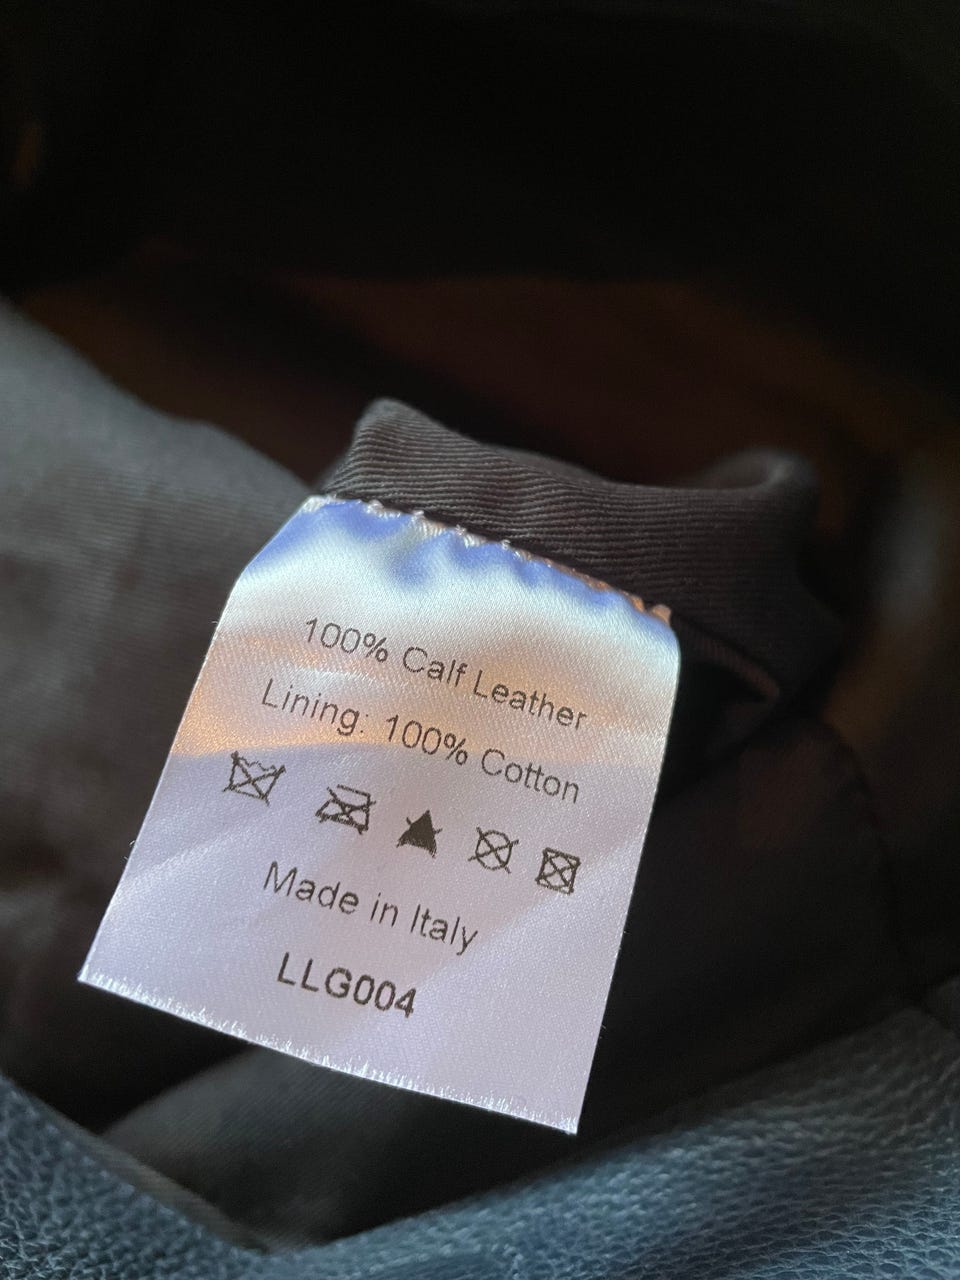 100% Calf Leather
Lining: 100% Cotton
Made in Italy
LLG004